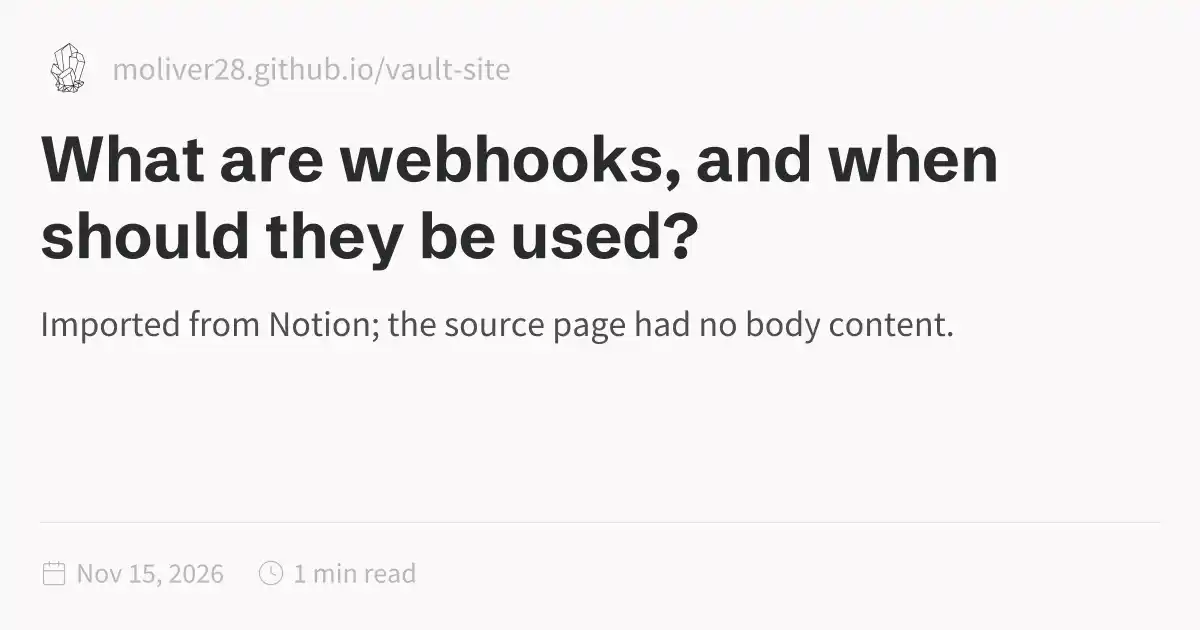 moliver28.github.io/vault-site
What are webhooks, and when
should they be used?
Imported from Notion; the source page had no body content.
Nov 15, 2026
1 min read